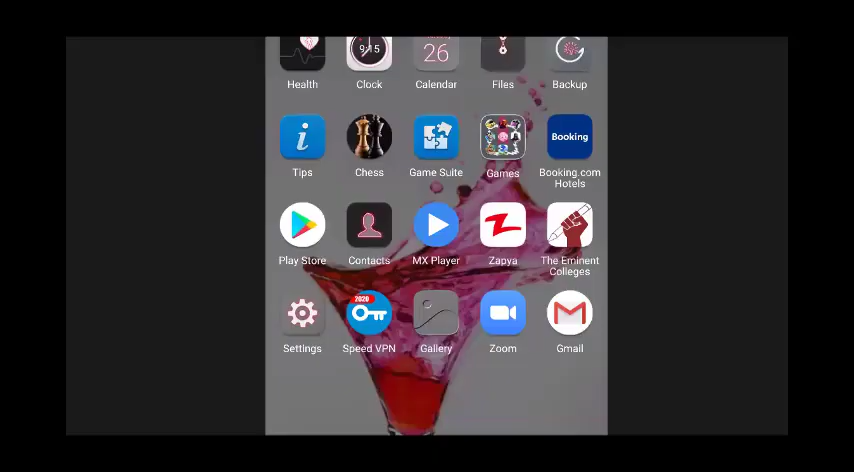 9:15
26
Health Clock Calendar Files Backup
i
Booking
Tips Chess Game Suite Games Booking.com
Hotels
Play Store Contacts MX Player Zapya The Eminent
Colleges
2020
Settings Speed VPN Gallery Zoom Gmail